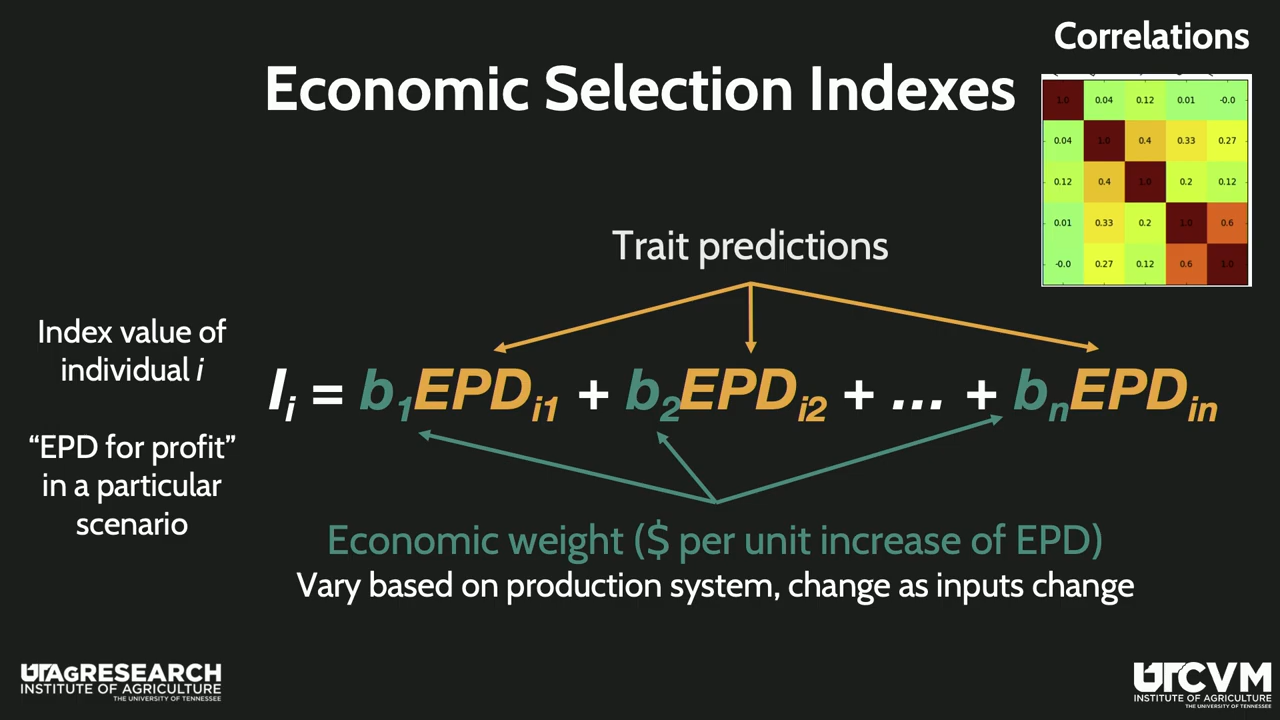 Correlations
Economic Selection Indexes
1.0 0.04 0.12 0.01 -0.0
0.04 1.0 0.4 0.33 0.27
0.12 0.4 1.0 0.2 0.12
0.01 0.33 0.2 1.0 0.6
-0.0 0.27 0.12 0.6 1.0
Trait predictions
Index value of
individual i
I_i = b_1EPD_i1 + b_2EPD_i2 + ... + b_nEPD_in
“EPD for profit”
in a particular
scenario
Economic weight ($ per unit increase of EPD)
Vary based on production system, change as inputs change
UTAGRESEARCH
INSTITUTE OF AGRICULTURE
THE UNIVERSITY OF TENNESSEE
UTCVM
INSTITUTE OF AGRICULTURE
THE UNIVERSITY OF TENNESSEE